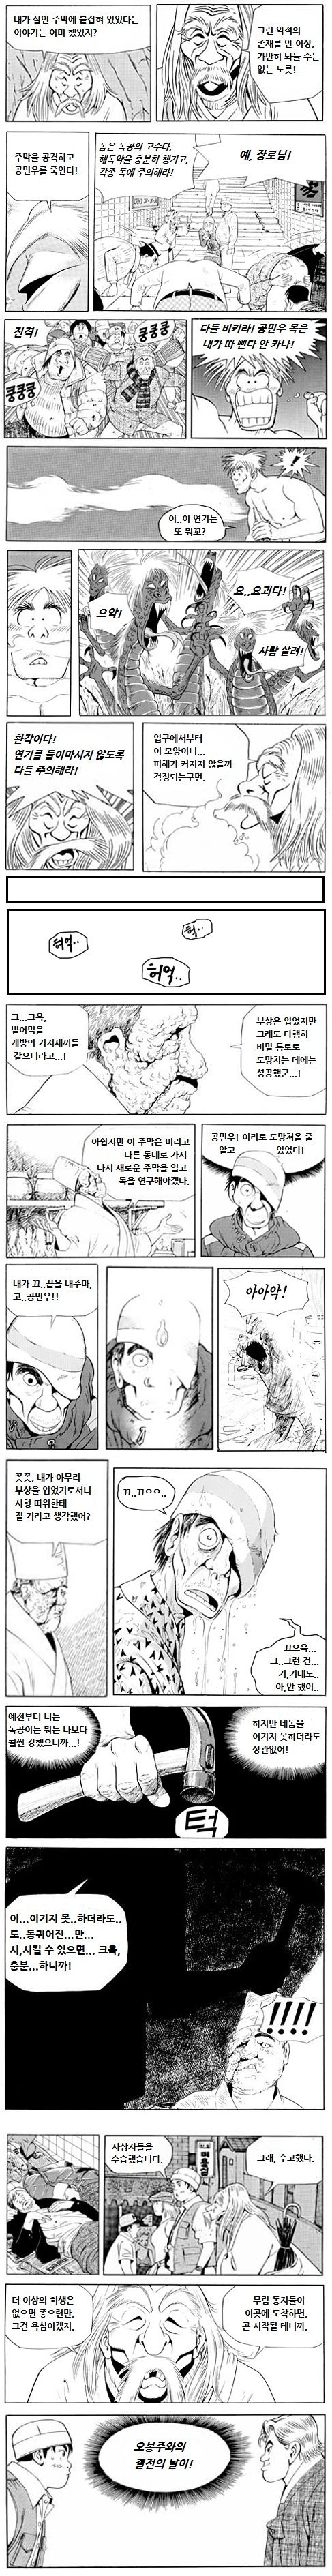 내가 살인 주막에 붙잡혀 있었다는
이야기는 이미 했었지?
그런 악적의
존재를 안 이상,
가만히 놔둘 수는
없는 노릇!
주막을 공격하고
공민우를 죽인다!
놈은 독공의 고수다.
해독약을 충분히 챙기고,
각종 독에 주의해라!
예, 장로님!
진격!
쿵쿵쿵
쿵쿵쿵
다들 비키라! 공민우 목은
내가 따 뿐다 안 카나!
!
이..이 연기는
또 뭐꼬?
으악!
요..요괴다!
사람 살려!
환각이다!
연기를 들이마시지 않도록
다들 주의해라!
입구에서부터
이 모양이니...
피해가 커지지 않을까
걱정되는구먼.
허억..
헉..
허억..
크...크윽,
빌어먹을
개방의 거지새끼들
같으니라고...!
부상은 입었지만
그래도 다행히
비밀 통로로
도망치는 데에는
성공했군...!
아쉽지만 이 주막은 버리고
다른 동네로 가서
다시 새로운 주막을 열고
독을 연구해야겠다.
공민우! 이리로 도망쳐올 줄
알고 있었다!
내가 끄..끝을 내주마,
고..공민우!!
아아악!
쯧쯧, 내가 아무리
부상을 입었기로서니
사형 따위한테
질 거라고 생각했어?
끄..끄으으..
끄으윽...
그..그런 건...
기,기대도..
아,안 했어..
예전부터 너는
독공이든 뭐든 나보다
훨씬 강했으니까...!
하지만 네놈을
이기지 못하더라도
상관없어!
턱
이...이기지 못..하더라도..
도..동귀어진...만...
시,시킬 수 있으면... 크윽,
충분...하니까!
!!!!
사상자들을
수습했습니다.
그래, 수고했다.
더 이상의 희생은
없으면 좋으련만,
그건 욕심이겠지.
무림 동지들이
이곳에 도착하면,
곧 시작될 테니까.
오봉주와의
결전의 날이!